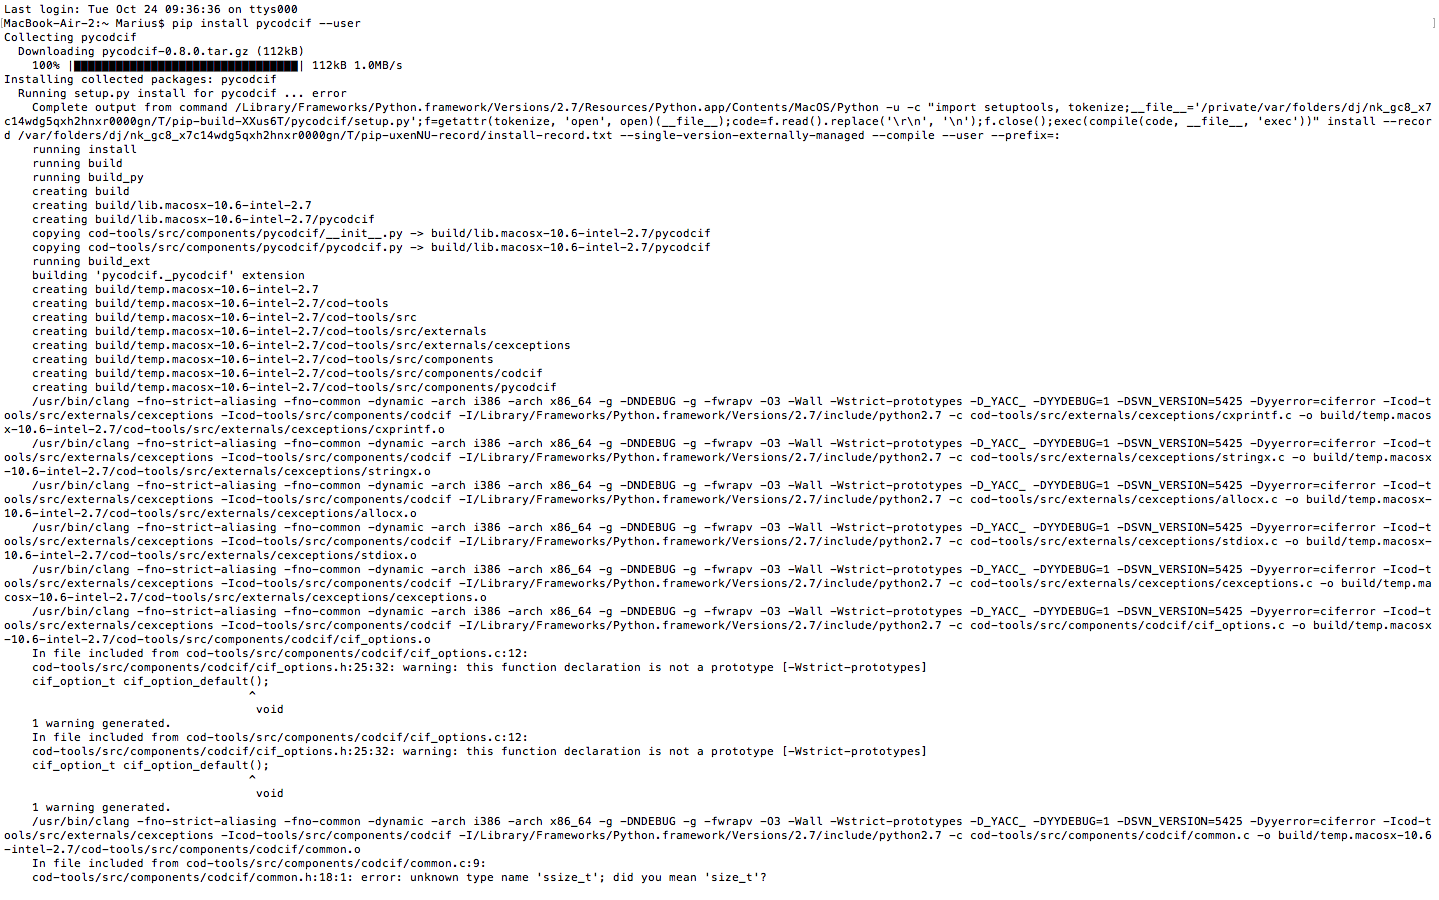 Last login: Tue Oct 24 09:36:36 on ttys000
[MacBook-Air-2:~ Marius$ pip install pycodcif --user ]
Collecting pycodcif
  Downloading pycodcif-0.8.0.tar.gz (112kB)
    100% |████████████████████████████████| 112kB 1.0MB/s
Installing collected packages: pycodcif
  Running setup.py install for pycodcif ... error
    Complete output from command /Library/Frameworks/Python.framework/Versions/2.7/Resources/Python.app/Contents/MacOS/Python -u -c "import setuptools, tokenize;__file__='/private/var/folders/dj/nk_gc8_x7
c14wdg5qxh2hnxr0000gn/T/pip-build-XXus6T/pycodcif/setup.py';f=getattr(tokenize, 'open', open)(__file__);code=f.read().replace('\r\n', '\n');f.close();exec(compile(code, __file__, 'exec'))" install --recor
d /var/folders/dj/nk_gc8_x7c14wdg5qxh2hnxr0000gn/T/pip-uxenNU-record/install-record.txt --single-version-externally-managed --compile --user --prefix=:
    running install
    running build
    running build_py
    creating build
    creating build/lib.macosx-10.6-intel-2.7
    creating build/lib.macosx-10.6-intel-2.7/pycodcif
    copying cod-tools/src/components/pycodcif/__init__.py -> build/lib.macosx-10.6-intel-2.7/pycodcif
    copying cod-tools/src/components/pycodcif/pycodcif.py -> build/lib.macosx-10.6-intel-2.7/pycodcif
    running build_ext
    building 'pycodcif._pycodcif' extension
    creating build/temp.macosx-10.6-intel-2.7
    creating build/temp.macosx-10.6-intel-2.7/cod-tools
    creating build/temp.macosx-10.6-intel-2.7/cod-tools/src
    creating build/temp.macosx-10.6-intel-2.7/cod-tools/src/externals
    creating build/temp.macosx-10.6-intel-2.7/cod-tools/src/externals/cexceptions
    creating build/temp.macosx-10.6-intel-2.7/cod-tools/src/components
    creating build/temp.macosx-10.6-intel-2.7/cod-tools/src/components/codcif
    creating build/temp.macosx-10.6-intel-2.7/cod-tools/src/components/pycodcif
    /usr/bin/clang -fno-strict-aliasing -fno-common -dynamic -arch i386 -arch x86_64 -g -DNDEBUG -g -fwrapv -O3 -Wall -Wstrict-prototypes -D_YACC_ -DYYDEBUG=1 -DSVN_VERSION=5425 -Dyyerror=ciferror -Icod-t
ools/src/externals/cexceptions -Icod-tools/src/components/codcif -I/Library/Frameworks/Python.framework/Versions/2.7/include/python2.7 -c cod-tools/src/externals/cexceptions/cxprintf.c -o build/temp.macos
x-10.6-intel-2.7/cod-tools/src/externals/cexceptions/cxprintf.o
    /usr/bin/clang -fno-strict-aliasing -fno-common -dynamic -arch i386 -arch x86_64 -g -DNDEBUG -g -fwrapv -O3 -Wall -Wstrict-prototypes -D_YACC_ -DYYDEBUG=1 -DSVN_VERSION=5425 -Dyyerror=ciferror -Icod-t
ools/src/externals/cexceptions -Icod-tools/src/components/codcif -I/Library/Frameworks/Python.framework/Versions/2.7/include/python2.7 -c cod-tools/src/externals/cexceptions/stringx.c -o build/temp.macosx
-10.6-intel-2.7/cod-tools/src/externals/cexceptions/stringx.o
    /usr/bin/clang -fno-strict-aliasing -fno-common -dynamic -arch i386 -arch x86_64 -g -DNDEBUG -g -fwrapv -O3 -Wall -Wstrict-prototypes -D_YACC_ -DYYDEBUG=1 -DSVN_VERSION=5425 -Dyyerror=ciferror -Icod-t
ools/src/externals/cexceptions -Icod-tools/src/components/codcif -I/Library/Frameworks/Python.framework/Versions/2.7/include/python2.7 -c cod-tools/src/externals/cexceptions/allocx.c -o build/temp.macosx-
10.6-intel-2.7/cod-tools/src/externals/cexceptions/allocx.o
    /usr/bin/clang -fno-strict-aliasing -fno-common -dynamic -arch i386 -arch x86_64 -g -DNDEBUG -g -fwrapv -O3 -Wall -Wstrict-prototypes -D_YACC_ -DYYDEBUG=1 -DSVN_VERSION=5425 -Dyyerror=ciferror -Icod-t
ools/src/externals/cexceptions -Icod-tools/src/components/codcif -I/Library/Frameworks/Python.framework/Versions/2.7/include/python2.7 -c cod-tools/src/externals/cexceptions/stdiox.c -o build/temp.macosx-
10.6-intel-2.7/cod-tools/src/externals/cexceptions/stdiox.o
    /usr/bin/clang -fno-strict-aliasing -fno-common -dynamic -arch i386 -arch x86_64 -g -DNDEBUG -g -fwrapv -O3 -Wall -Wstrict-prototypes -D_YACC_ -DYYDEBUG=1 -DSVN_VERSION=5425 -Dyyerror=ciferror -Icod-t
ools/src/externals/cexceptions -Icod-tools/src/components/codcif -I/Library/Frameworks/Python.framework/Versions/2.7/include/python2.7 -c cod-tools/src/externals/cexceptions/cexceptions.c -o build/temp.ma
cosx-10.6-intel-2.7/cod-tools/src/externals/cexceptions/cexceptions.o
    /usr/bin/clang -fno-strict-aliasing -fno-common -dynamic -arch i386 -arch x86_64 -g -DNDEBUG -g -fwrapv -O3 -Wall -Wstrict-prototypes -D_YACC_ -DYYDEBUG=1 -DSVN_VERSION=5425 -Dyyerror=ciferror -Icod-t
ools/src/externals/cexceptions -Icod-tools/src/components/codcif -I/Library/Frameworks/Python.framework/Versions/2.7/include/python2.7 -c cod-tools/src/components/codcif/cif_options.c -o build/temp.macosx
-10.6-intel-2.7/cod-tools/src/components/codcif/cif_options.o
    In file included from cod-tools/src/components/codcif/cif_options.c:12:
    cod-tools/src/components/codcif/cif_options.h:25:32: warning: this function declaration is not a prototype [-Wstrict-prototypes]
    cif_option_t cif_option_default();
                                   ^
                                    void
    1 warning generated.
    In file included from cod-tools/src/components/codcif/cif_options.c:12:
    cod-tools/src/components/codcif/cif_options.h:25:32: warning: this function declaration is not a prototype [-Wstrict-prototypes]
    cif_option_t cif_option_default();
                                   ^
                                    void
    1 warning generated.
    /usr/bin/clang -fno-strict-aliasing -fno-common -dynamic -arch i386 -arch x86_64 -g -DNDEBUG -g -fwrapv -O3 -Wall -Wstrict-prototypes -D_YACC_ -DYYDEBUG=1 -DSVN_VERSION=5425 -Dyyerror=ciferror -Icod-t
ools/src/externals/cexceptions -Icod-tools/src/components/codcif -I/Library/Frameworks/Python.framework/Versions/2.7/include/python2.7 -c cod-tools/src/components/codcif/common.c -o build/temp.macosx-10.6
-intel-2.7/cod-tools/src/components/codcif/common.o
    In file included from cod-tools/src/components/codcif/common.c:9:
    cod-tools/src/components/codcif/common.h:18:1: error: unknown type name 'ssize_t'; did you mean 'size_t'?